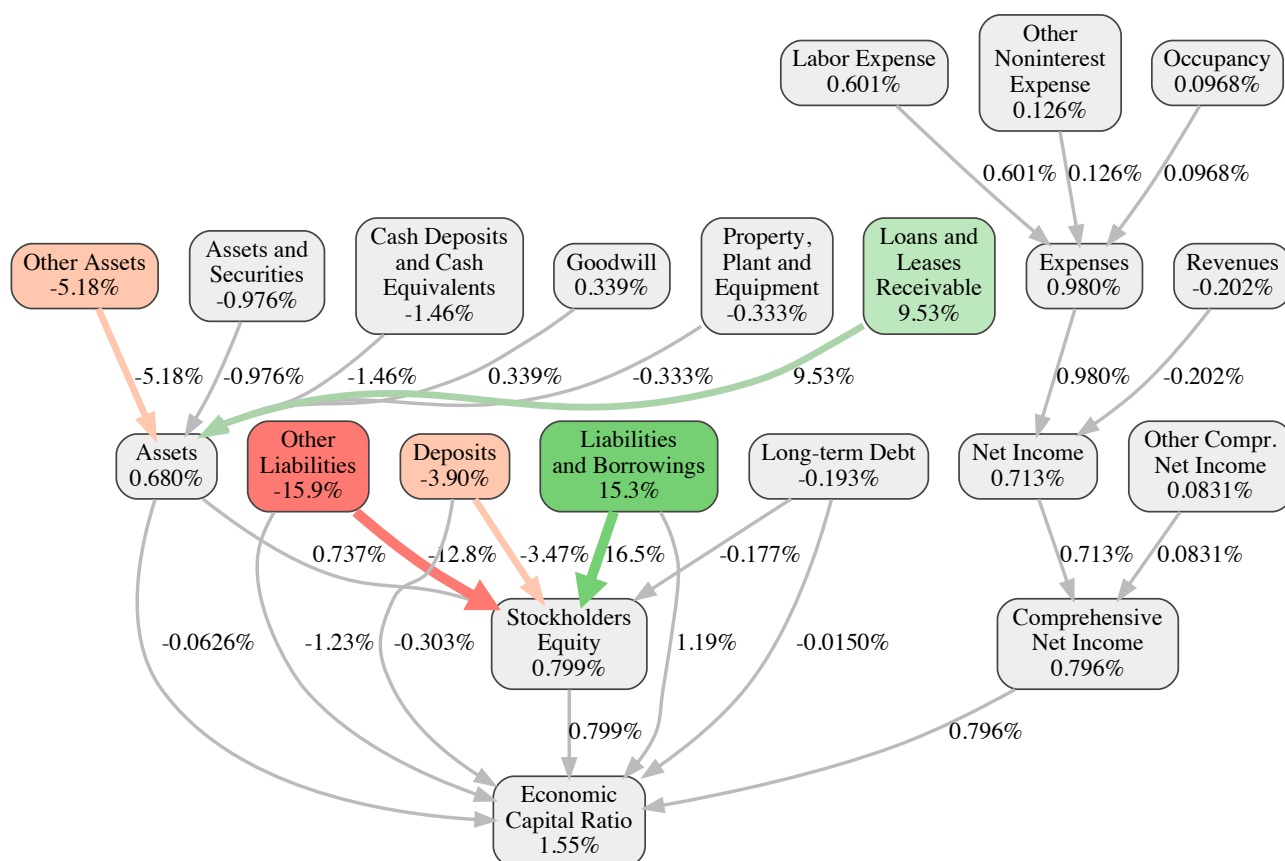 Labor Expense
0.601%
Other
Noninterest
Expense
0.126%
Occupancy
0.0968%
0.601%
0.126%
0.0968%
Other Assets
-5.18%
Assets and
Securities
-0.976%
Cash Deposits
and Cash
Equivalents
-1.46%
Goodwill
0.339%
Property,
Plant and
Equipment
-0.333%
Loans and
Leases
Receivable
9.53%
Expenses
0.980%
Revenues
-0.202%
-5.18%
-0.976%
-1.46%
0.339%
-0.333%
9.53%
0.980%
-0.202%
Assets
0.680%
Other
Liabilities
-15.9%
Deposits
-3.90%
Liabilities
and Borrowings
15.3%
Long-term Debt
-0.193%
Net Income
0.713%
Other Compr.
Net Income
0.0831%
0.737%
-12.8%
-3.47%
16.5%
-0.177%
0.713%
0.0831%
-0.0626%
-1.23%
-0.303%
Stockholders
Equity
0.799%
1.19%
-0.0150%
Comprehensive
Net Income
0.796%
0.799%
0.796%
Economic
Capital Ratio
1.55%